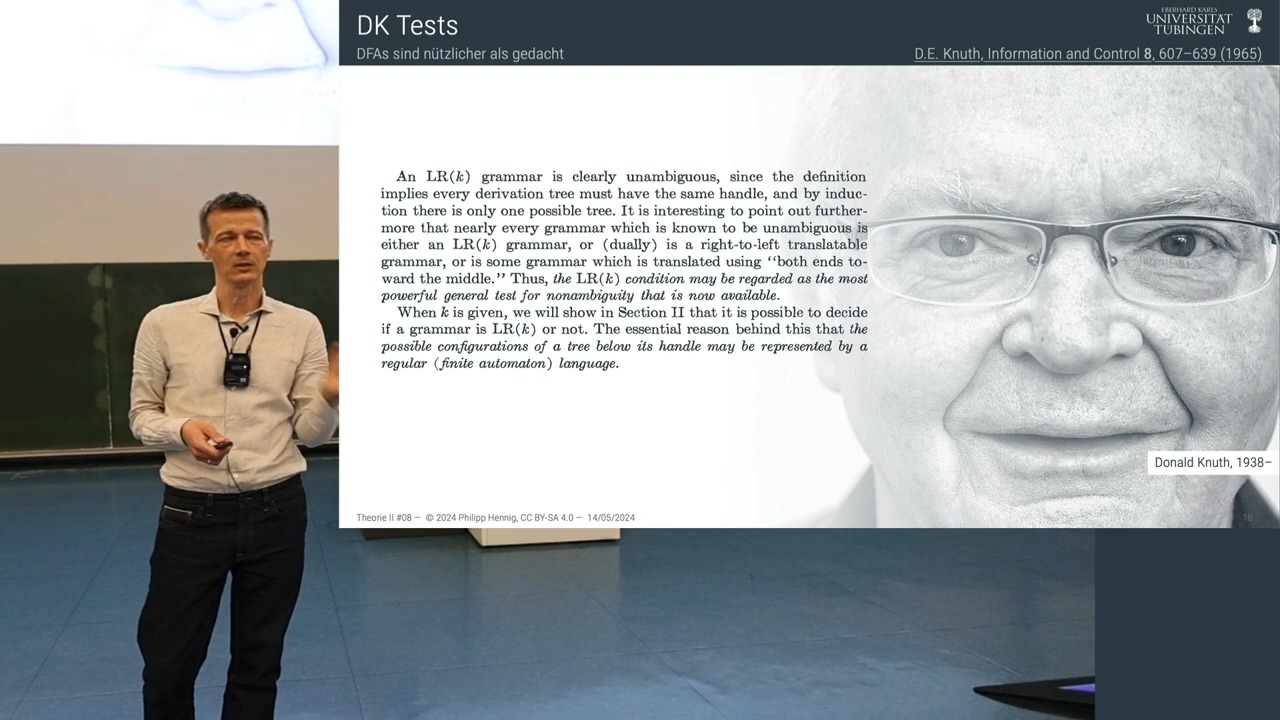 DK Tests
DFAs sind nützlicher als gedacht
EBERHARD KARLS
UNIVERSITÄT
TÜBINGEN
D.E. Knuth, Information and Control 8, 607–639 (1965)
An LR(k) grammar is clearly unambiguous, since the definition
implies every derivation tree must have the same handle, and by induc-
tion there is only one possible tree. It is interesting to point out further-
more that nearly every grammar which is known to be unambiguous is
either an LR(k) grammar, or (dually) is a right-to-left translatable
grammar, or is some grammar which is translated using “both ends to-
ward the middle.” Thus, the LR(k) condition may be regarded as the most
powerful general test for nonambiguity that is now available.
When k is given, we will show in Section II that it is possible to decide
if a grammar is LR(k) or not. The essential reason behind this that the
possible configurations of a tree below its handle may be represented by a
regular (finite automaton) language.
Donald Knuth, 1938–
Theorie II #08 — © 2024 Philipp Hennig, CC BY-SA 4.0 — 14/05/2024